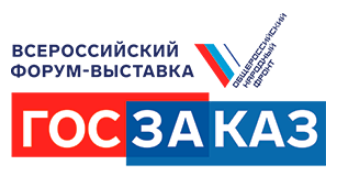 ВСЕРОССИЙСКИЙ
ФОРУМ-ВЫСТАВКА
ОБЩЕРОССИЙСКИЙ
НАРОДНЫЙ
ФРОНТ
ГОСЗАКАЗ